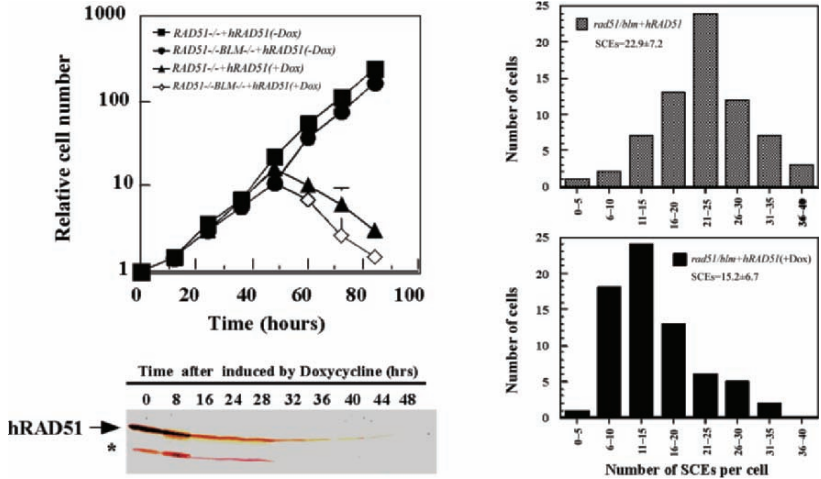 1000
100
10
1
Relative cell number
RAD51-/-+hRAD51(-Dox)
RAD51-/-BLM-/-+hRAD51(-Dox)
RAD51-/-+hRAD51(+Dox)
RAD51-/-BLM-/-+hRAD51(+Dox)
0 20 40 60 80 100
Time (hours)
Time after induced by Doxycycline (hrs)
0 8 16 24 28 32 36 40 44 48
hRAD51
*
25
20
15
10
5
0
Number of cells
rad51/blm+hRAD51
SCEs=22.9±7.2
0–5 6–10 11–15 16–20 21–25 26–30 31–35 36–40
25
20
15
10
5
0
Number of cells
rad51/blm+hRAD51(+Dox)
SCEs=15.2±6.7
0–5 6–10 11–15 16–20 21–25 26–30 31–35 36–40
Number of SCEs per cell